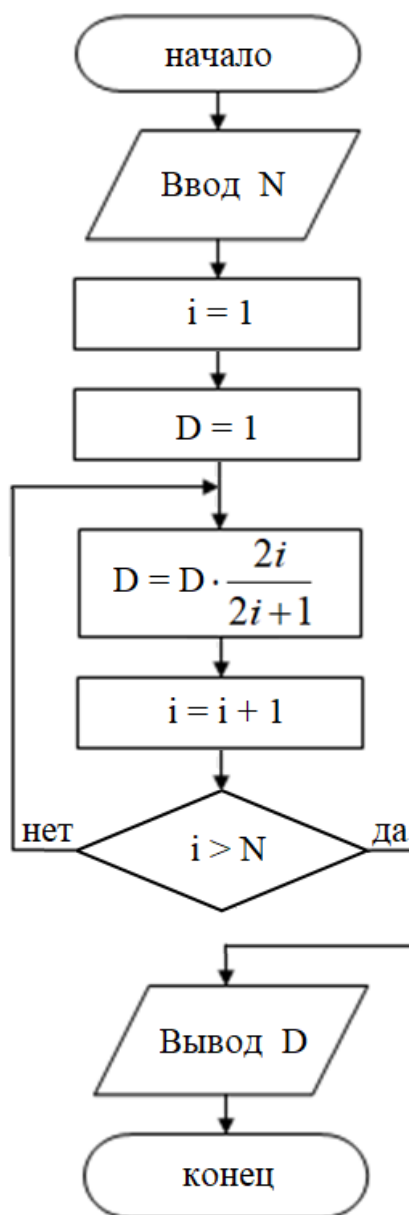 начало
Ввод N
i = 1
D = 1
D = D · 2i / 2i+1
i = i + 1
нет
i > N
да
Вывод D
конец